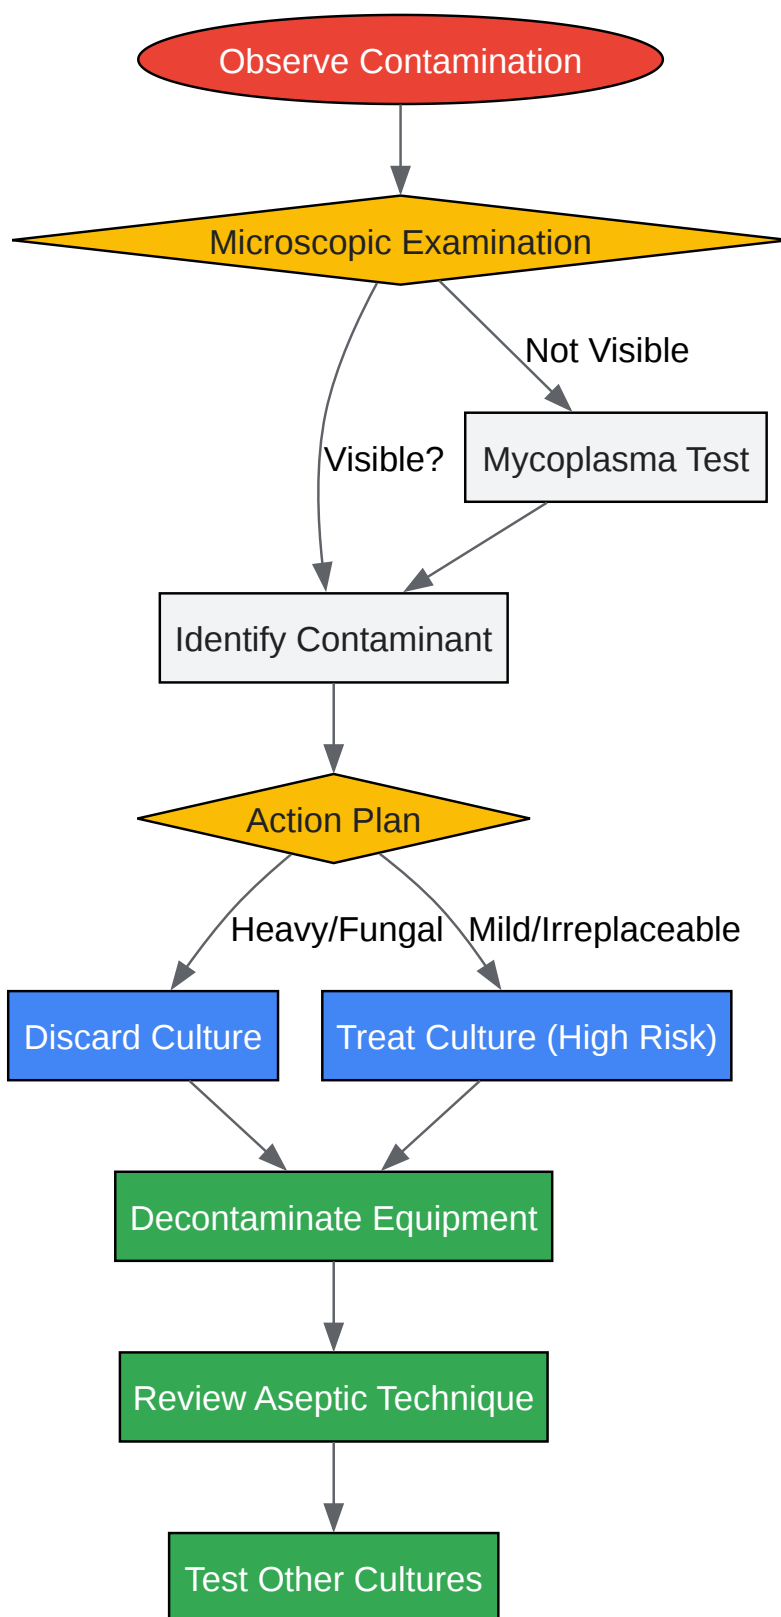 Observe Contamination
Microscopic Examination
Not Visible
Visible?
Mycoplasma Test
Identify Contaminant
Action Plan
Heavy/Fungal
Mild/Irreplaceable
Discard Culture
Treat Culture (High Risk)
Decontaminate Equipment
Review Aseptic Technique
Test Other Cultures